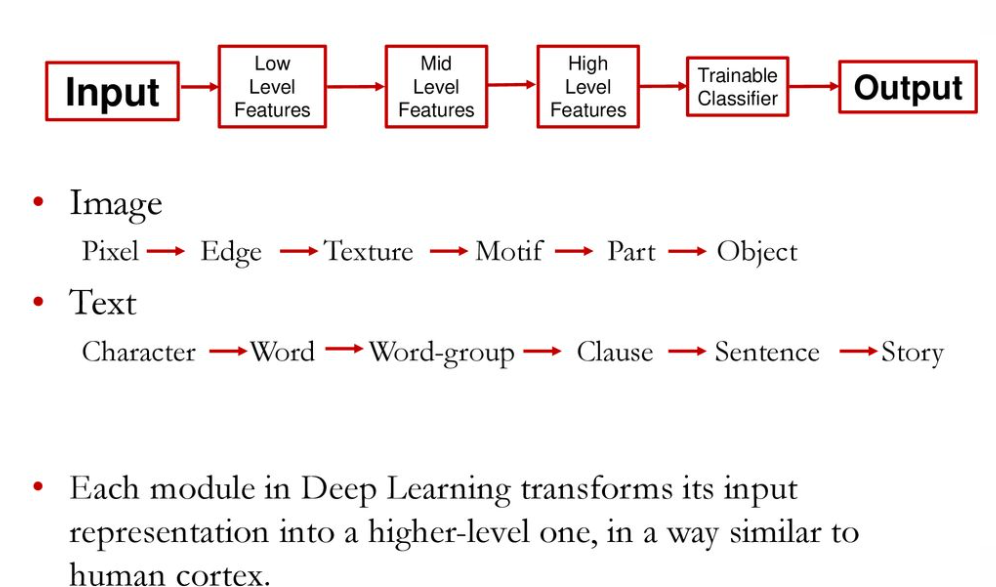 Input
Low
Level
Features
Mid
Level
Features
High
Level
Features
Trainable
Classifier
Output
• Image
Pixel → Edge → Texture → Motif → Part → Object
• Text
Character → Word → Word-group → Clause → Sentence → Story
• Each module in Deep Learning transforms its input
representation into a higher-level one, in a way similar to
human cortex.